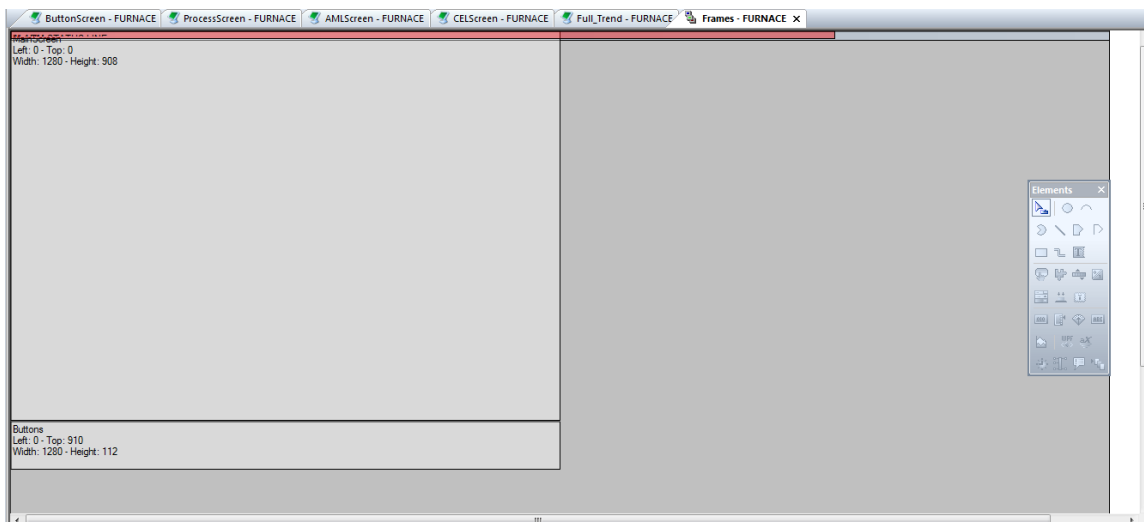 ButtonScreen - FURNACE ProcessScreen - FURNACE AMLScreen - FURNACE CELScreen - FURNACE Full_Trend - FURNACE Frames - FURNACE X
MainScreen
Left: 0 - Top: 0
Width: 1280 - Height: 908
Elements X
Buttons
Left: 0 - Top: 910
Width: 1280 - Height: 112